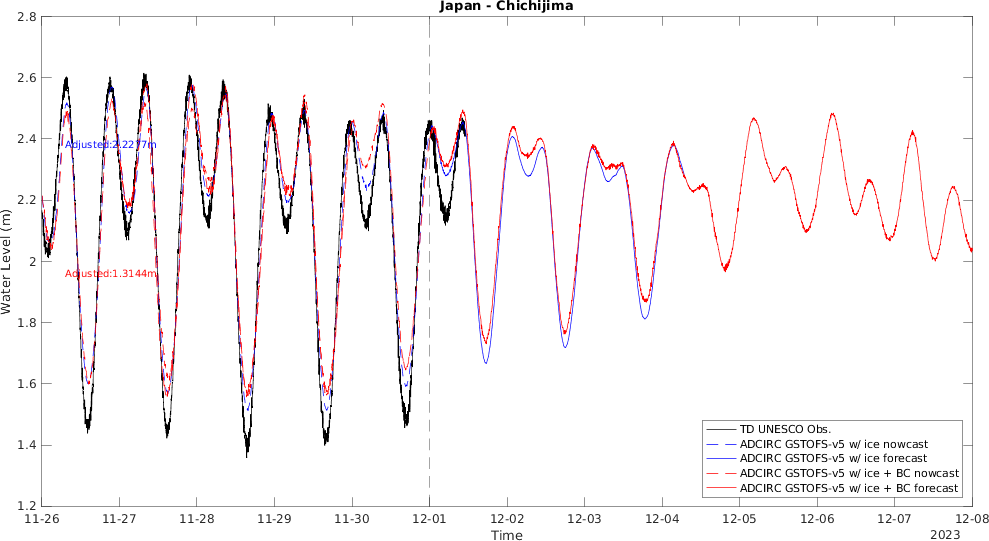 Japan - Chichijima
2.8
2.6
2.4
2.2
2
1.8
1.6
1.4
1.2
Water Level (m)
Adjusted:2.2277m
Adjusted:1.3144m
TD UNESCO Obs.
ADCIRC GSTOFS-v5 w/ ice nowcast
ADCIRC GSTOFS-v5 w/ ice forecast
ADCIRC GSTOFS-v5 w/ ice + BC nowcast
ADCIRC GSTOFS-v5 w/ ice + BC forecast
11-26 11-27 11-28 11-29 11-30 12-01 12-02 12-03 12-04 12-05 12-06 12-07 12-08
Time
2023